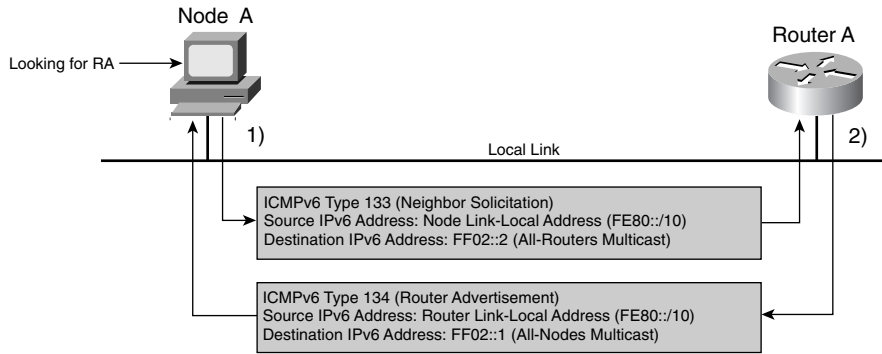 Node A
Router A
Looking for RA
1)
2)
Local Link
ICMPv6 Type 133 (Neighbor Solicitation)
Source IPv6 Address: Node Link-Local Address (FE80::/10)
Destination IPv6 Address: FF02::2 (All-Routers Multicast)
ICMPv6 Type 134 (Router Advertisement)
Source IPv6 Address: Router Link-Local Address (FE80::/10)
Destination IPv6 Address: FF02::1 (All-Nodes Multicast)